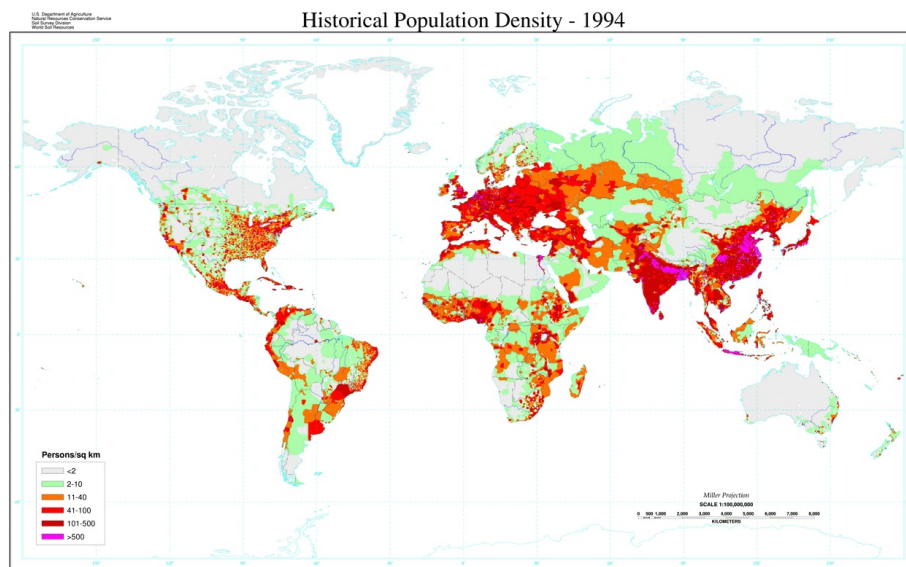 U.S. Department of Agriculture
Natural Resources Conservation Service
Soil Survey Division
World Soil Resources
Historical Population Density - 1994
Persons/sq km
<2
2-10
11-40
41-100
101-500
>500
Miller Projection
SCALE 1:100,000,000
0 500 1,000 2,000 3,000 4,000 5,000 6,000 7,000 8,000
KILOMETERS